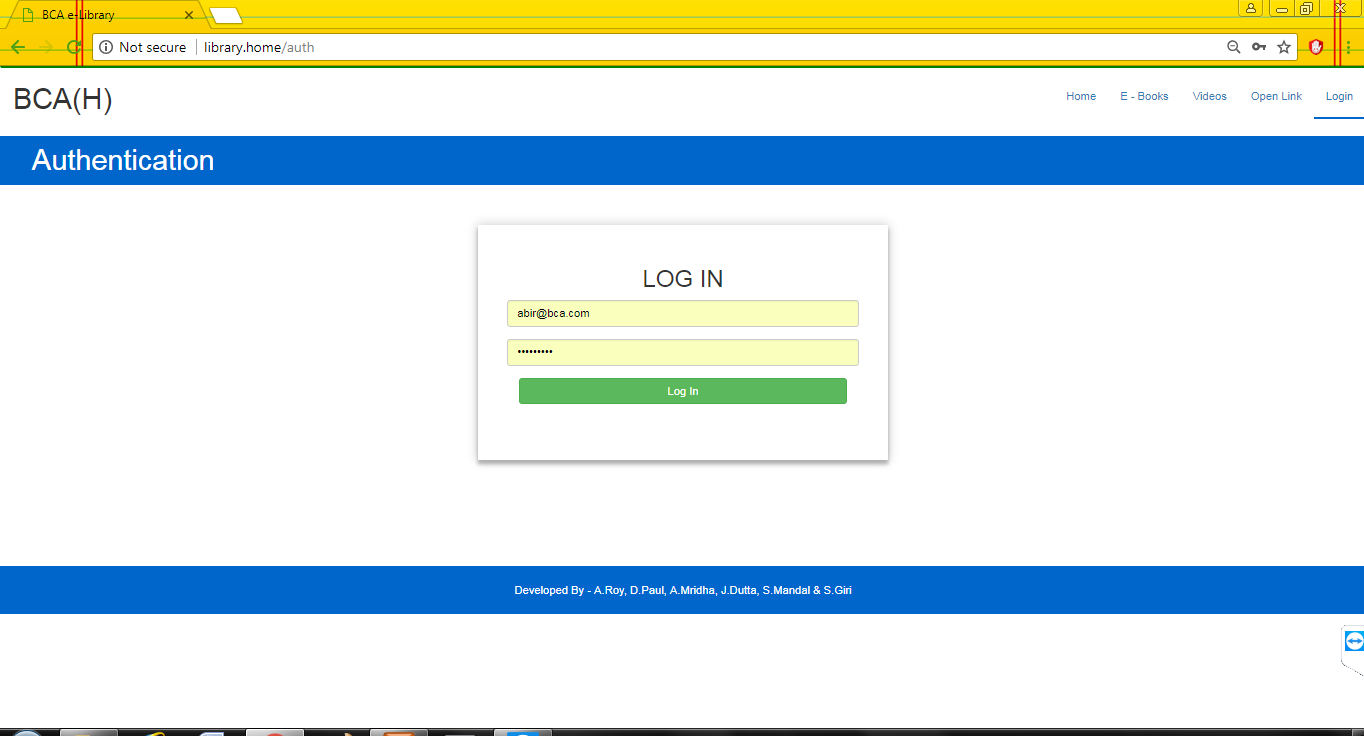 BCA e-Library
Not secure library.home/auth
BCA(H)
Home E - Books Videos Open Link Login
Authentication
LOG IN
abir@bca.com
•••••••••
Log In
Developed By - A.Roy, D.Paul, A.Mridha, J.Dutta, S.Mandal & S.Giri